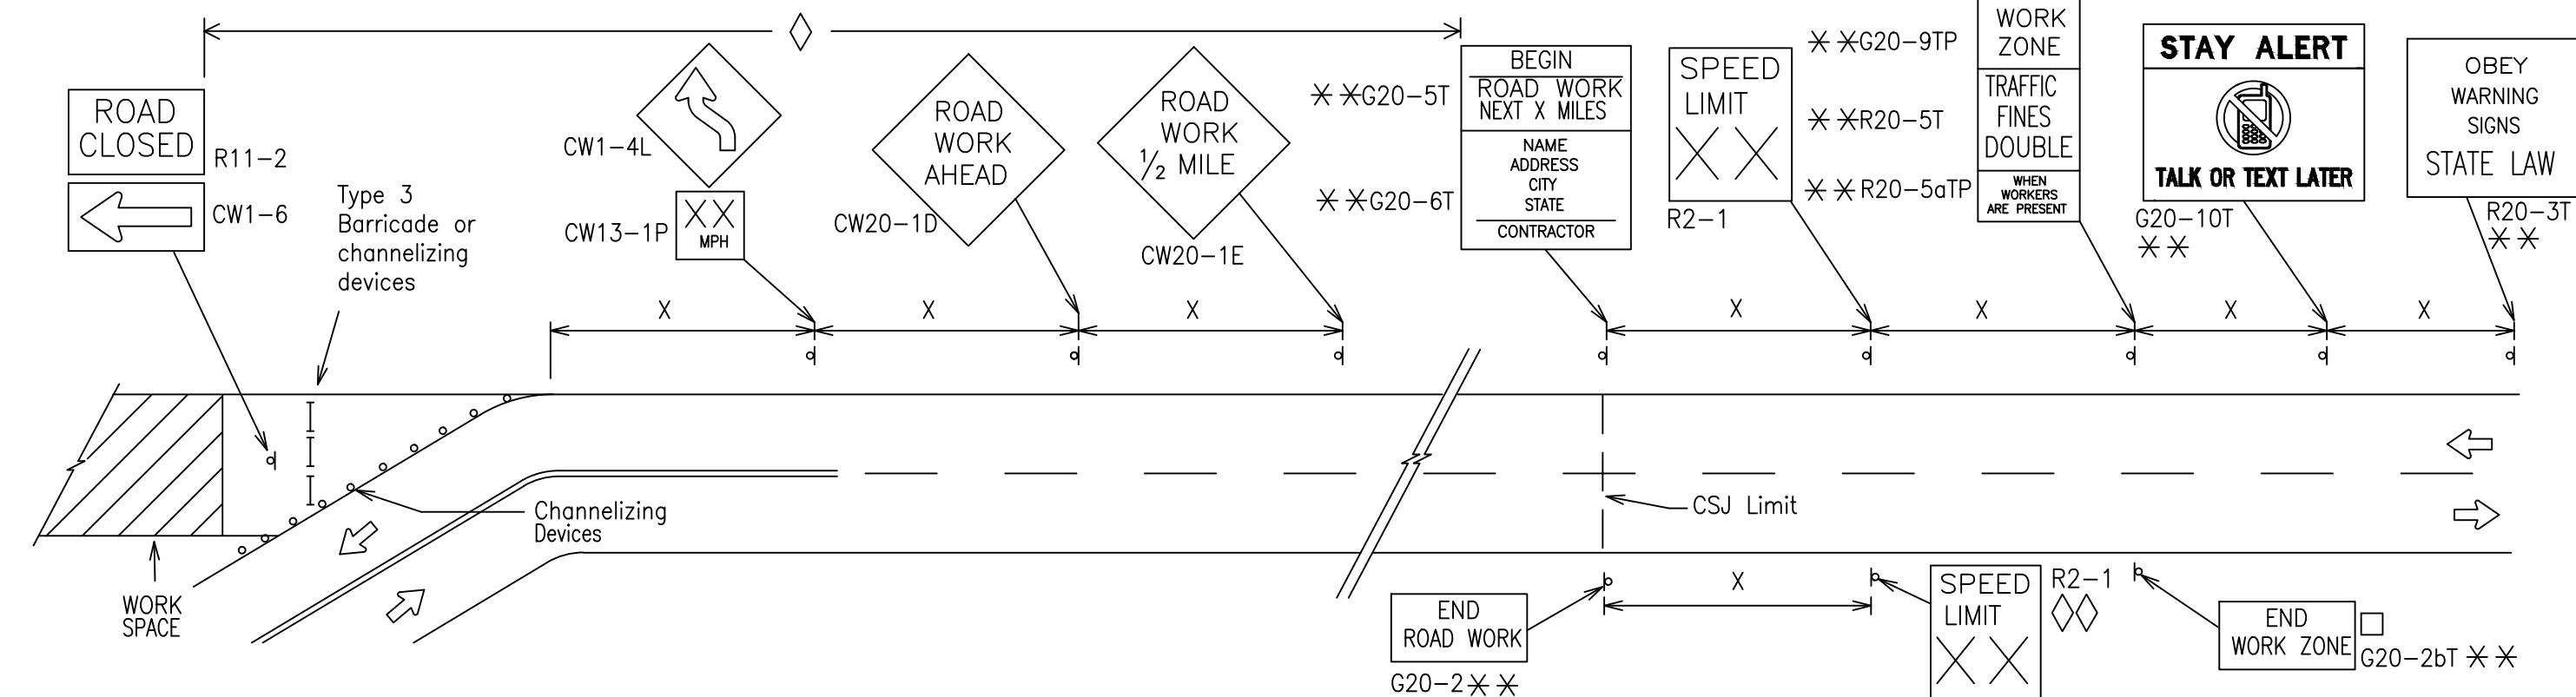 ROAD
CLOSED
R11-2
CW1-6
Type 3
Barricade or
channelizing
devices
CW1-4L
XX
MPH
CW13-1P
ROAD
WORK
AHEAD
CW20-1D
ROAD
WORK
1/2 MILE
CW20-1E
**G20-5T
**G20-6T
BEGIN
ROAD WORK
NEXT X MILES
NAME
ADDRESS
CITY
STATE
CONTRACTOR
SPEED
LIMIT
XX
R2-1
**G20-9TP
**R20-5T
**R20-5aTP
WORK
ZONE
TRAFFIC
FINES
DOUBLE
WHEN
WORKERS
ARE PRESENT
STAY ALERT
TALK OR TEXT LATER
G20-10T
**
OBEY
WARNING
SIGNS
STATE LAW
R20-3T
**
X
X
X
X
X
X
X
Channelizing
Devices
CSJ Limit
WORK
SPACE
X
END
ROAD WORK
G20-2**
SPEED
LIMIT
XX
R2-1
END
WORK ZONE
G20-2bT **